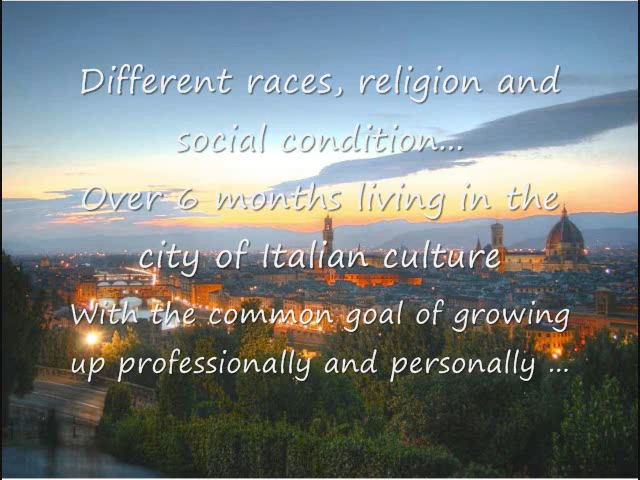 Different races, religion and
social condition...
Over 6 months living in the
city of Italian culture
With the common goal of growing
up professionally and personally ...